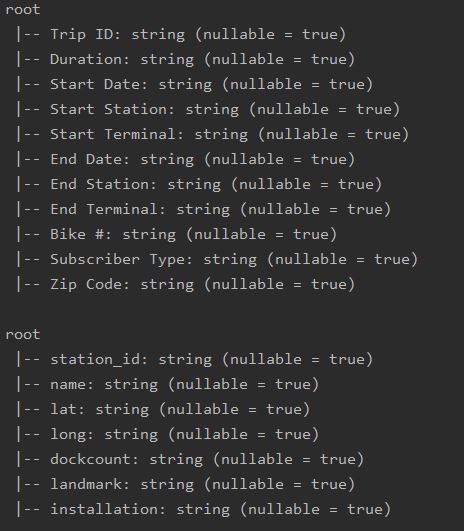 root
 |-- Trip ID: string (nullable = true)
 |-- Duration: string (nullable = true)
 |-- Start Date: string (nullable = true)
 |-- Start Station: string (nullable = true)
 |-- Start Terminal: string (nullable = true)
 |-- End Date: string (nullable = true)
 |-- End Station: string (nullable = true)
 |-- End Terminal: string (nullable = true)
 |-- Bike #: string (nullable = true)
 |-- Subscriber Type: string (nullable = true)
 |-- Zip Code: string (nullable = true)

root
 |-- station_id: string (nullable = true)
 |-- name: string (nullable = true)
 |-- lat: string (nullable = true)
 |-- long: string (nullable = true)
 |-- dockcount: string (nullable = true)
 |-- landmark: string (nullable = true)
 |-- installation: string (nullable = true)